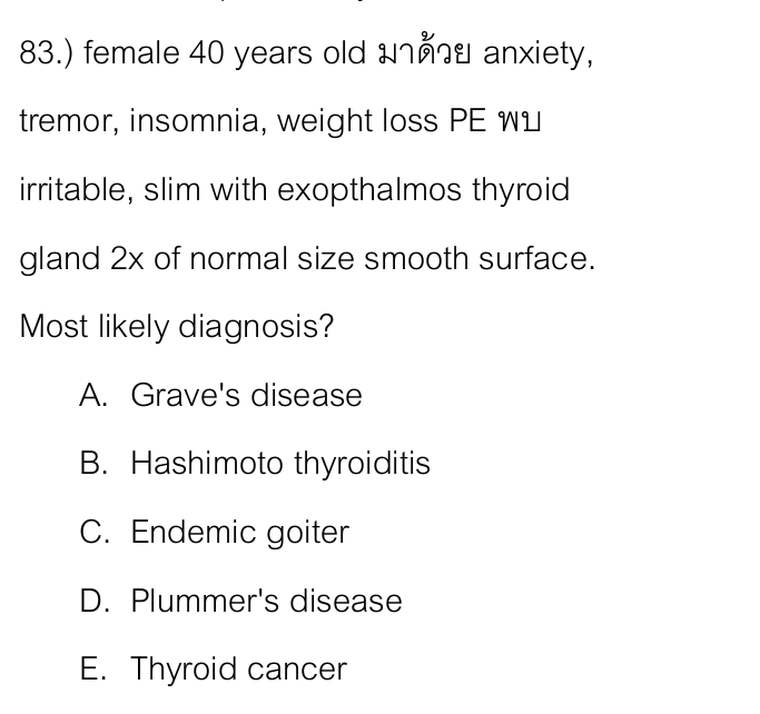 83.) female 40 years old มาด้วย anxiety,
tremor, insomnia, weight loss PE พบ
irritable, slim with exopthalmos thyroid
gland 2x of normal size smooth surface.
Most likely diagnosis?
A. Grave's disease
B. Hashimoto thyroiditis
C. Endemic goiter
D. Plummer's disease
E. Thyroid cancer